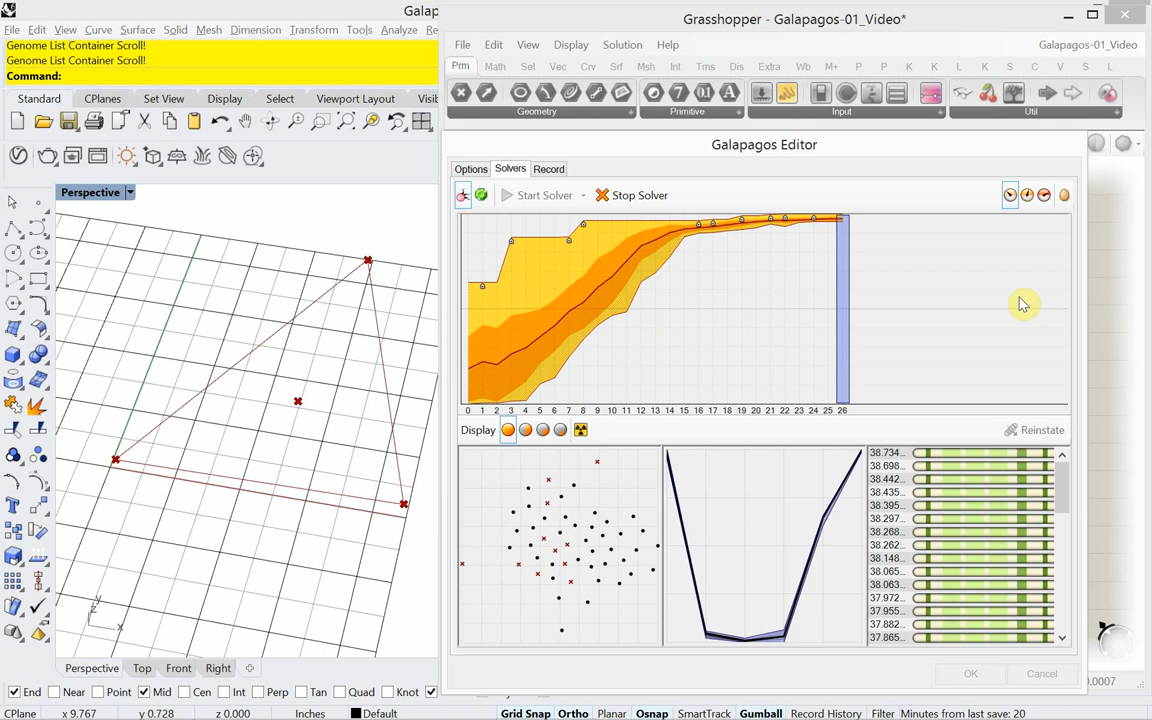 Galap
File Edit View Curve Surface Solid Mesh Dimension Transform Tools Analyze Re
Genome List Container Scroll!
Genome List Container Scroll!
Command:
Standard CPlanes Set View Display Select Viewport Layout Visib
Perspective
z y
x
Perspective Top Front Right
End Near Point Mid Cen Int Perp Tan Quad Knot
CPlane x 9.767 y 0.728 z 0.000 Inches Default Grid Snap Ortho Planar Osnap SmartTrack Gumball Record History Filter Minutes from last save: 20
Grasshopper - Galapagos-01_Video*
File Edit View Display Solution Help Galapagos-01_Video
Prm Math Set Vec Crv Srf Msh Int Trns Dis Extra Wb M+ P P K K L K S C V S L
Geometry Primitive Input Util
Galapagos Editor
Options Solvers Record
Start Solver Stop Solver
0 1 2 3 4 5 6 7 8 9 10 11 12 13 14 15 16 17 18 19 20 21 22 23 24 25 26
Display Reinstate
38.734...
38.698...
38.442...
38.435...
38.395...
38.297...
38.268...
38.262...
38.148...
38.065...
38.063...
37.972...
37.955...
37.882...
37.865...
OK Cancel
0.0007